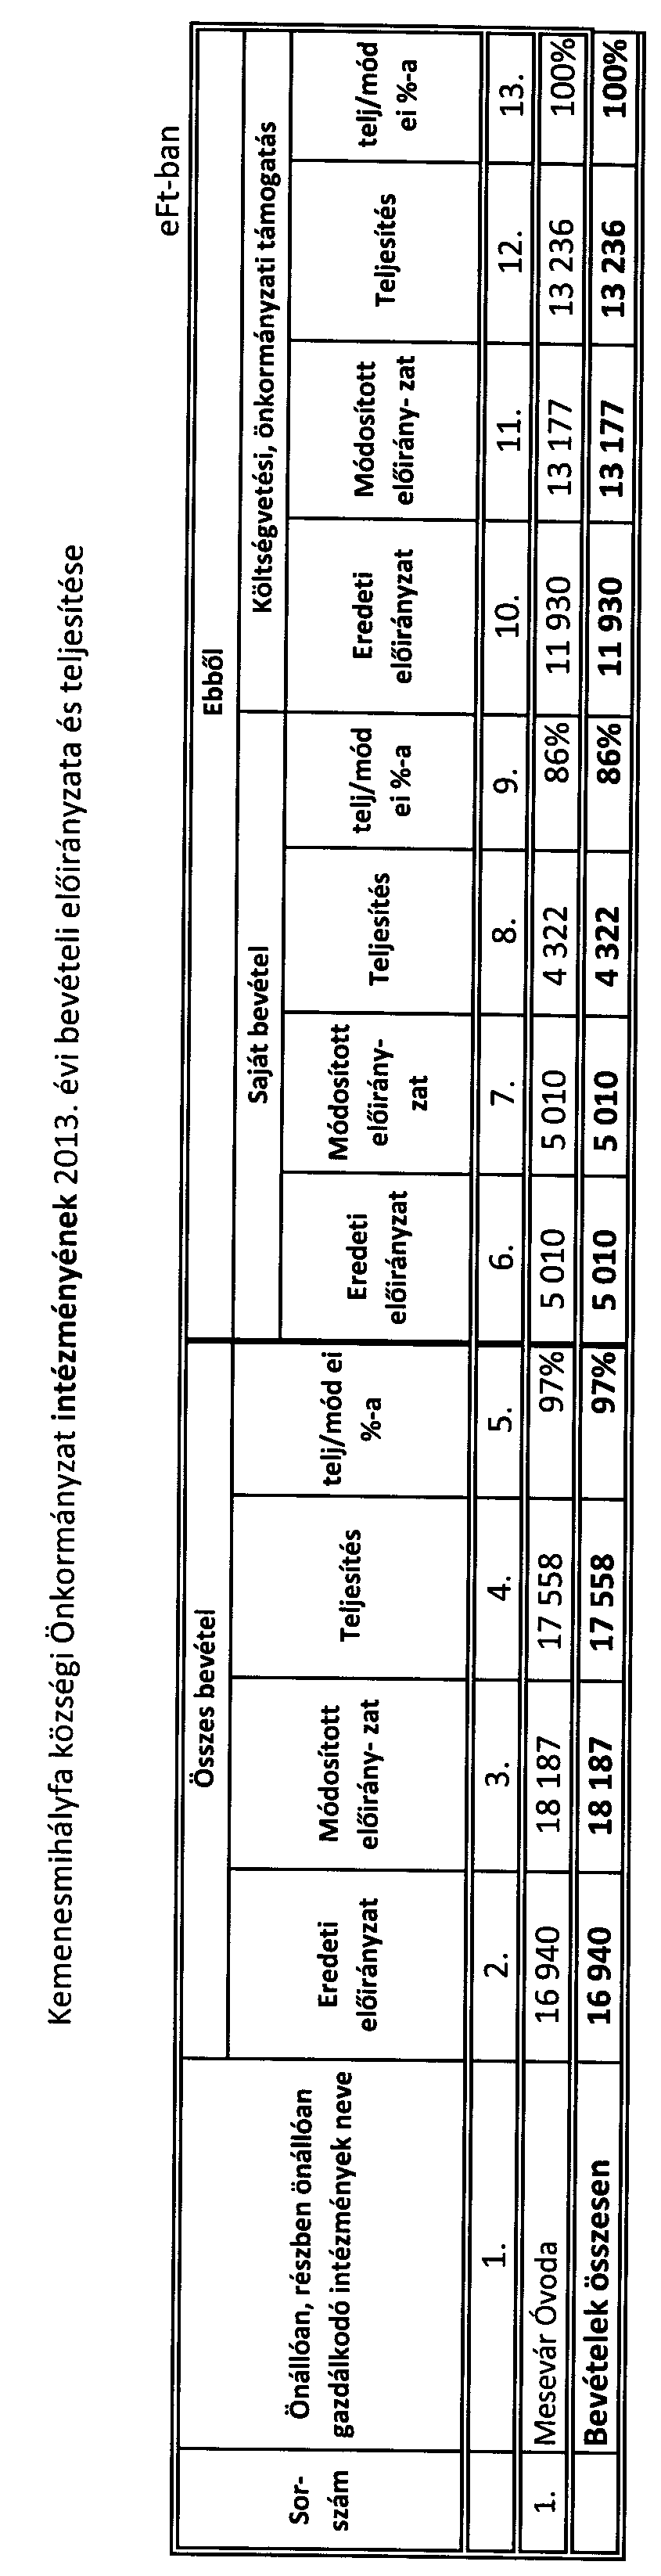 Kemenesmihályfa községi Önkormányzat intézményének 2013. évi bevételi előirányzata és teljesítése
eFt-ban
Sor-
szám
Önállóan, részben önállóan
gazdálkodó intézmények neve
Összes bevétel
Ebből
Saját bevétel
Költségvetési, önkormányzati támogatás
Eredeti
előirányzat
Módosított
előirány- zat
Teljesítés
telj/mód ei
%-a
Eredeti
előirányzat
Módosított
előirány-
zat
Teljesítés
telj/mód
ei %-a
Eredeti
előirányzat
Módosított
előirány- zat
Teljesítés
telj/mód
ei %-a
1. 2. 3. 4. 5. 6. 7. 8. 9. 10. 11. 12. 13.
1. Mesevár Óvoda 16 940 18 187 17 558 97% 5 010 5 010 4 322 86% 11 930 13 177 13 236 100%
Bevételek összesen 16 940 18 187 17 558 97% 5 010 5 010 4 322 86% 11 930 13 177 13 236 100%